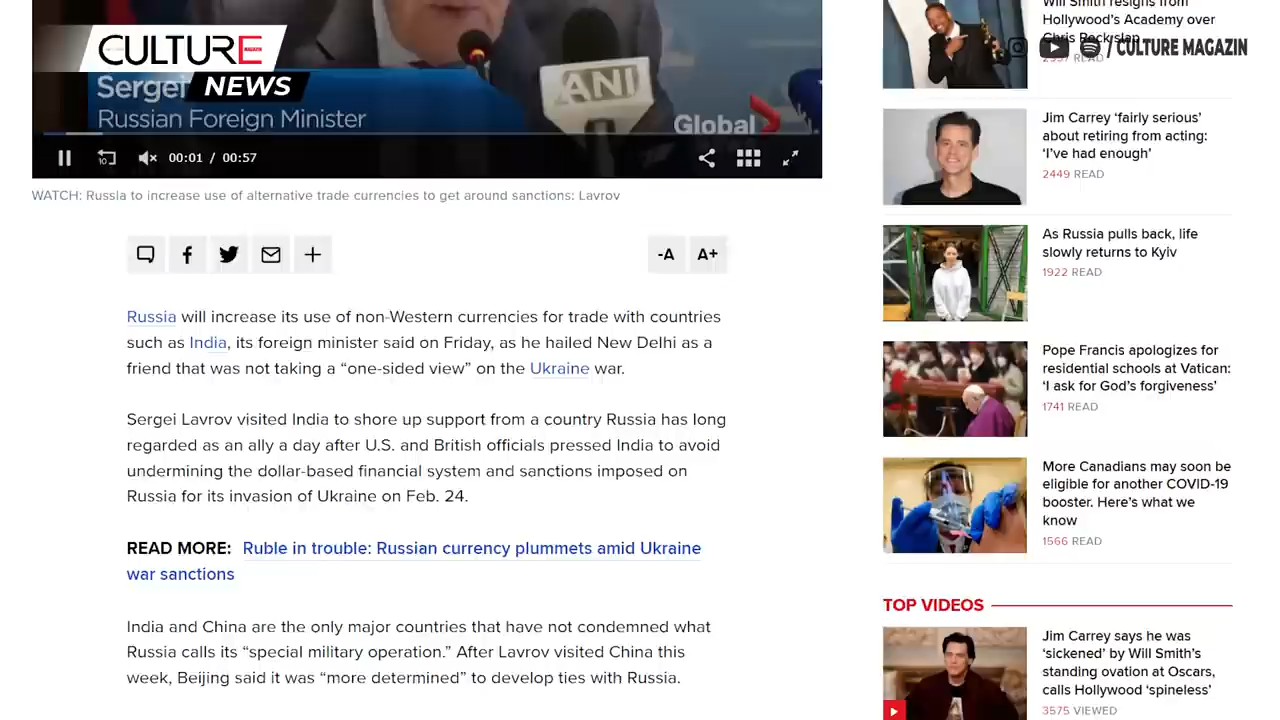 CULTURE
NEWS
Sergei
Russian Foreign Minister
ANI
Global
00:01 / 00:57
WATCH: Russia to increase use of alternative trade currencies to get around sanctions: Lavrov
-A A+
Russia will increase its use of non-Western currencies for trade with countries
such as India, its foreign minister said on Friday, as he hailed New Delhi as a
friend that was not taking a “one-sided view” on the Ukraine war.
Sergei Lavrov visited India to shore up support from a country Russia has long
regarded as an ally a day after U.S. and British officials pressed India to avoid
undermining the dollar-based financial system and sanctions imposed on
Russia for its invasion of Ukraine on Feb. 24.
READ MORE: Ruble in trouble: Russian currency plummets amid Ukraine
war sanctions
India and China are the only major countries that have not condemned what
Russia calls its “special military operation.” After Lavrov visited China this
week, Beijing said it was “more determined” to develop ties with Russia.
Will Smith resigns from
Hollywood’s Academy over
Chris Rock slap
/ CULTURE MAGAZIN
READ
Jim Carrey ‘fairly serious’
about retiring from acting:
‘I’ve had enough’
2449 READ
As Russia pulls back, life
slowly returns to Kyiv
1922 READ
Pope Francis apologizes for
residential schools at Vatican:
‘I ask for God’s forgiveness’
1741 READ
More Canadians may soon be
eligible for another COVID-19
booster. Here’s what we
know
1566 READ
TOP VIDEOS
Jim Carrey says he was
‘sickened’ by Will Smith’s
standing ovation at Oscars,
calls Hollywood ‘spineless’
3575 VIEWED